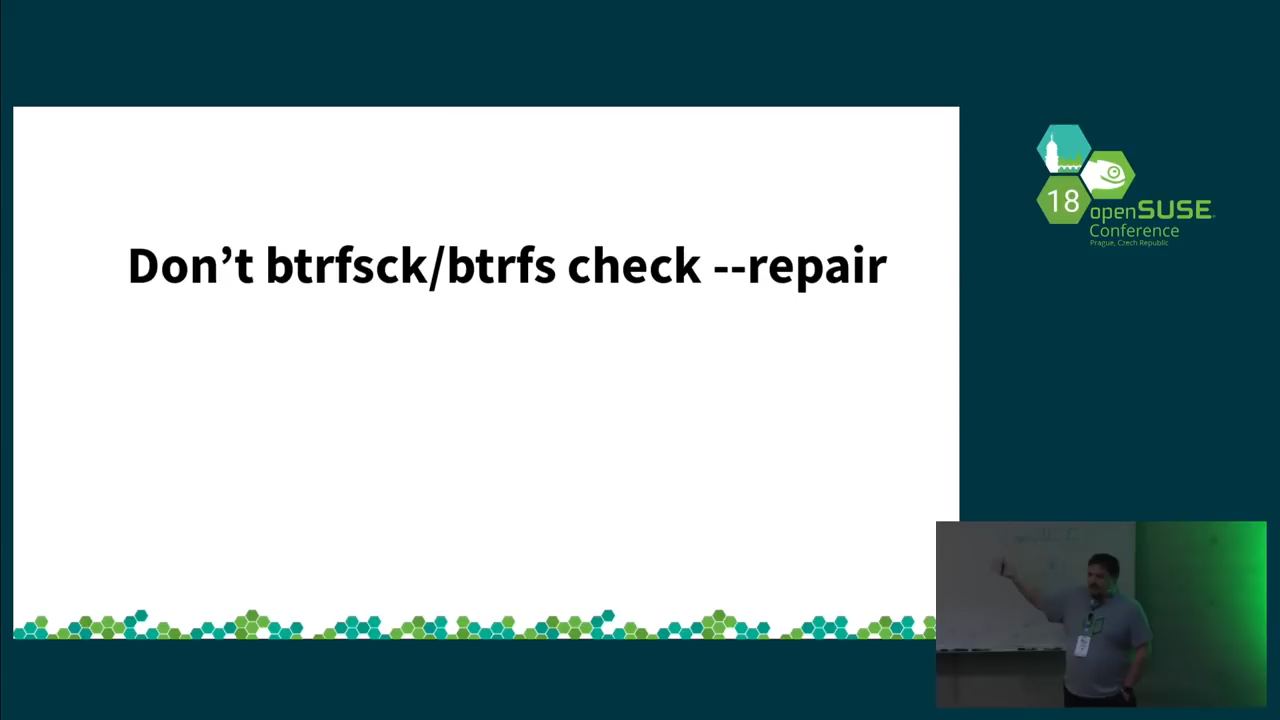 Don’t btrfsck/btrfs check --repair
18
openSUSE
Conference
Prague, Czech Republic